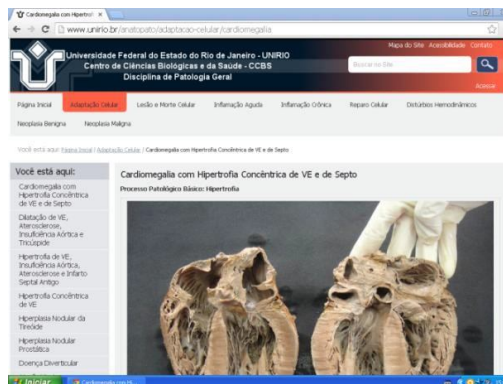 Cardiomegalia com Hipertrof
www.unirio.br/anatopato/adaptacao-celular/cardiomegalia
Mapa do Site Acessibilidade Contato
Universidade Federal do Estado do Rio de Janeiro - UNIRIO
Centro de Ciências Biológicas e da Saúde - CCBS
Disciplina de Patologia Geral
Buscar no Site
Acessar
Página Inicial Adaptação Celular Lesão e Morte Celular Inflamação Aguda Inflamação Crônica Reparo Celular Distúrbios Hemodinâmicos
Neoplasia Benigna Neoplasia Maligna
Você está aqui: Página Inicial / Adaptação Celular / Cardiomegalia com Hipertrofia Concêntrica de VE e de Septo
Você está aqui:
Cardiomegalia com
Hipertrofia Concêntrica
de VE e de Septo
Dilatação de VE,
Aterosclerose,
Insuficiência Aórtica e
Tricúspide
Hipertrofia de VE,
Insuficiência Aórtica,
Aterosclerose e Infarto
Septal Antigo
Hipertrofia Concêntrica
de VE
Hiperplasia Nodular da
Tireóide
Hiperplasia Nodular
Prostática
Doença Diverticular
Cardiomegalia com Hipertrofia Concêntrica de VE e de Septo
Processo Patológico Básico: Hipertrofia
Iniciar
Cardiomegalia com Hi...